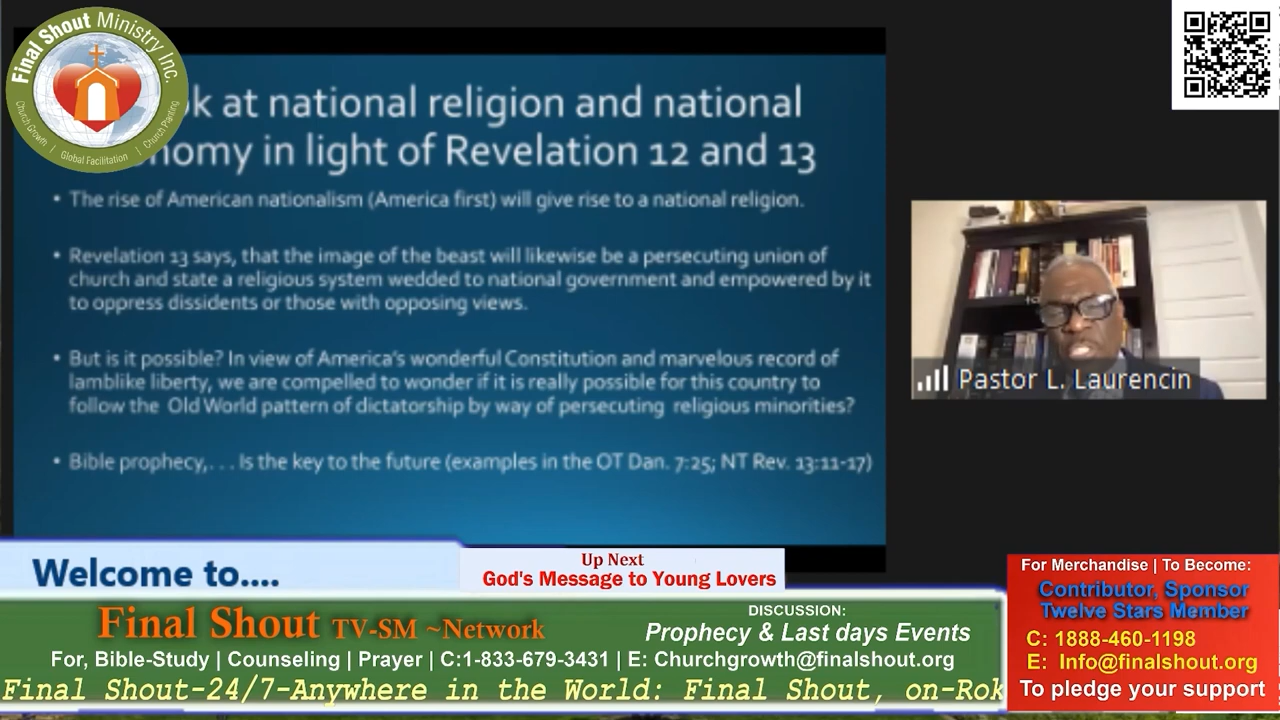 Final Shout Ministry Inc.
Church Growth | Global Facilitation | Church Planting
k at national religion and national
nomy in light of Revelation 12 and 13
• The rise of American nationalism (America first) will give rise to a national religion.
• Revelation 13 says, that the image of the beast will likewise be a persecuting union of
church and state a religious system wedded to national government and empowered by it
to oppress dissidents or those with opposing views.
• But is it possible? In view of America's wonderful Constitution and marvelous record of
lamblike liberty, we are compelled to wonder if it is really possible for this country to
follow the Old World pattern of dictatorship by way of persecuting religious minorities?
• Bible prophecy,. . . Is the key to the future (examples in the OT Dan. 7:25; NT Rev. 13:11-17)
Pastor L. Laurencin
Welcome to....
Up Next
God's Message to Young Lovers
Final Shout TV-SM ~Network
DISCUSSION:
Prophecy & Last days Events
For, Bible-Study | Counseling | Prayer | C:1-833-679-3431 | E: Churchgrowth@finalshout.org
Final Shout-24/7-Anywhere in the World: Final Shout, on-Rok
For Merchandise | To Become:
Contributor, Sponsor
Twelve Stars Member
C: 1888-460-1198
E: Info@finalshout.org
To pledge your support